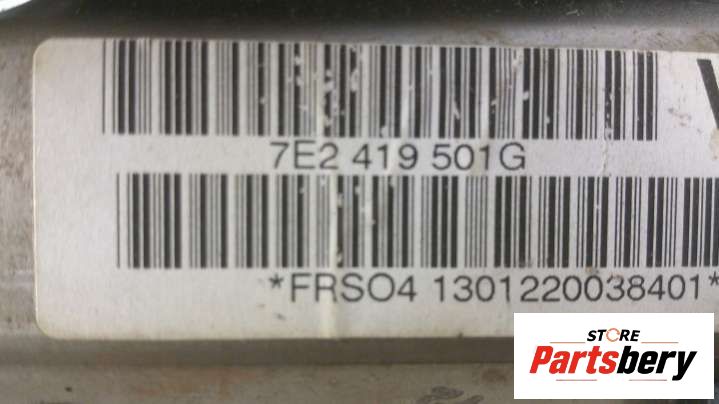 7E2 419 501G
*FRSO4 1301220038401*
STORE
Partsbery